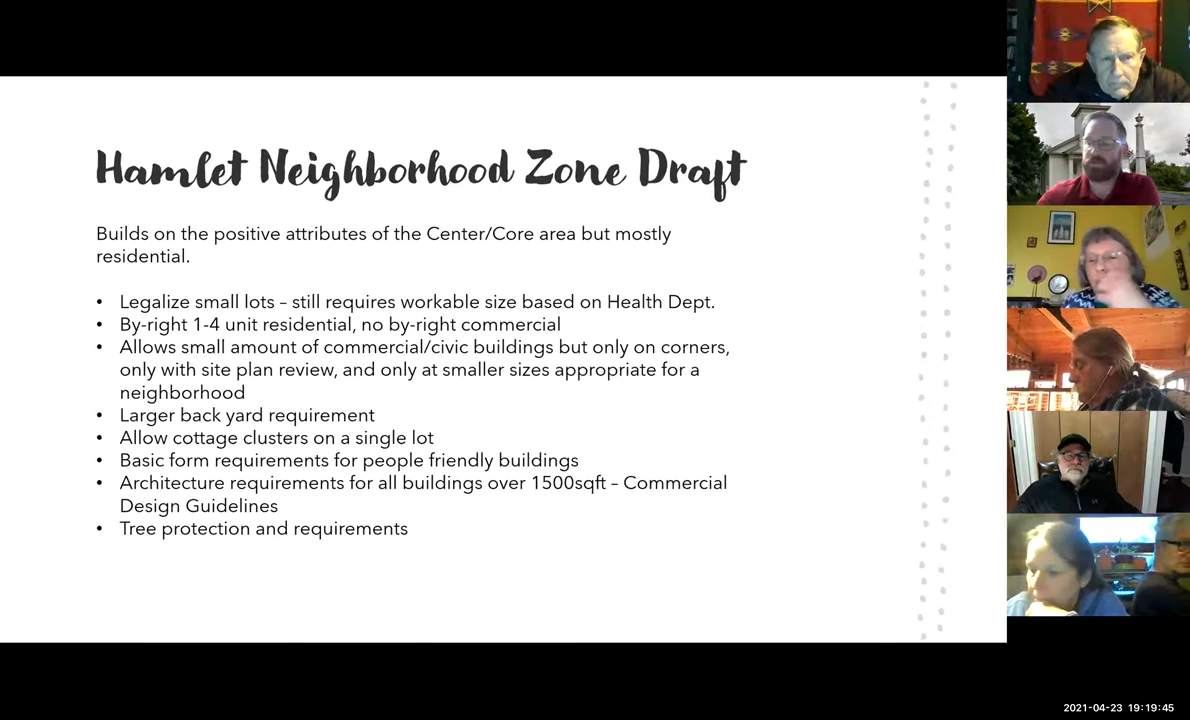 Hamlet Neighborhood Zone Draft
Builds on the positive attributes of the Center/Core area but mostly
residential.
• Legalize small lots – still requires workable size based on Health Dept.
• By-right 1-4 unit residential, no by-right commercial
• Allows small amount of commercial/civic buildings but only on corners,
only with site plan review, and only at smaller sizes appropriate for a
neighborhood
• Larger back yard requirement
• Allow cottage clusters on a single lot
• Basic form requirements for people friendly buildings
• Architecture requirements for all buildings over 1500sqft – Commercial
Design Guidelines
• Tree protection and requirements
2021-04-23 19:19:45